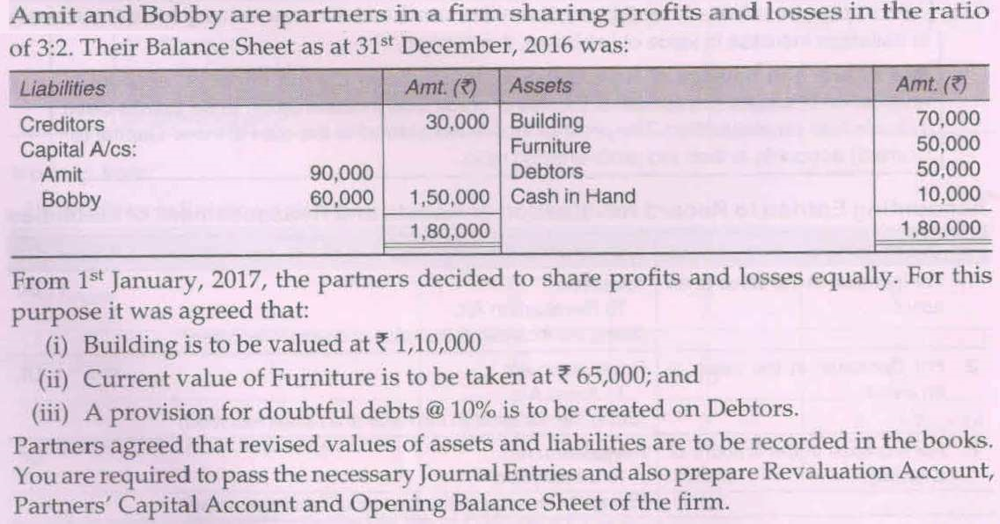 Amit and Bobby are partners in a firm sharing profits and losses in the ratio
of 3:2. Their Balance Sheet as at 31st December, 2016 was:
Liabilities Amt. (₹) Assets Amt. (₹)
Creditors 30,000 Building 70,000
Capital A/cs: Furniture 50,000
Amit 90,000 Debtors 50,000
Bobby 60,000 1,50,000 Cash in Hand 10,000
1,80,000 1,80,000
From 1st January, 2017, the partners decided to share profits and losses equally. For this
purpose it was agreed that:
(i) Building is to be valued at ₹ 1,10,000
(ii) Current value of Furniture is to be taken at ₹ 65,000; and
(iii) A provision for doubtful debts @ 10% is to be created on Debtors.
Partners agreed that revised values of assets and liabilities are to be recorded in the books.
You are required to pass the necessary Journal Entries and also prepare Revaluation Account,
Partners' Capital Account and Opening Balance Sheet of the firm.